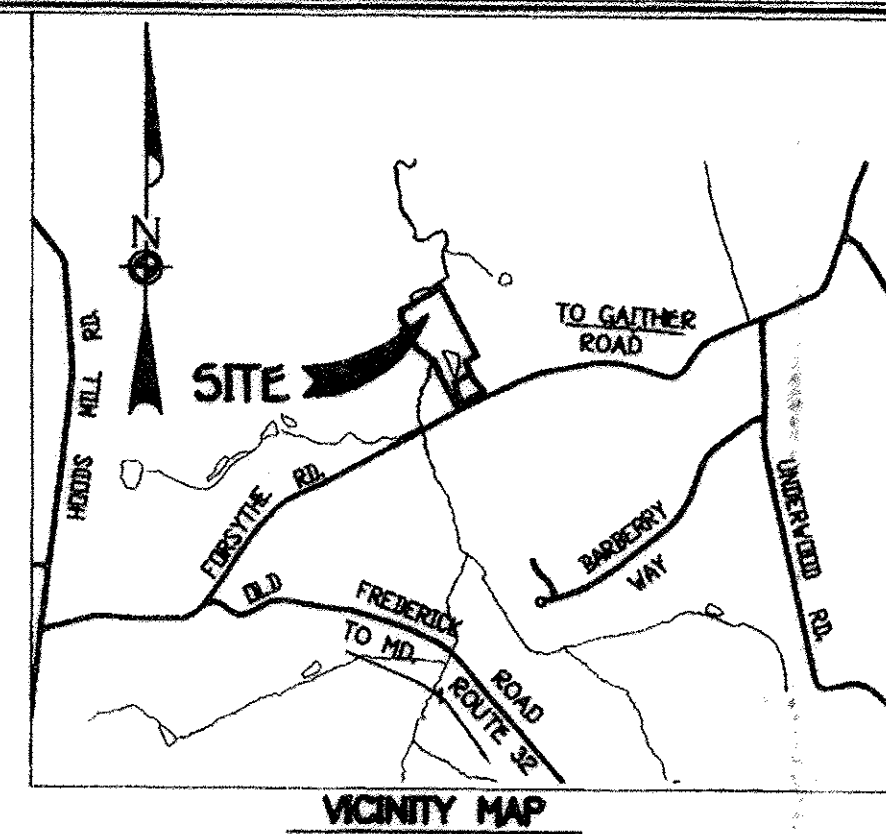 N
TO GAITHER
ROAD
SITE
HOODS MILL RD.
FORSYTHE RD.
BARBERRY
WAY
UNDERWOOD RD.
OLD FREDERICK ROAD
TO MD.
ROUTE 32
VICINITY MAP